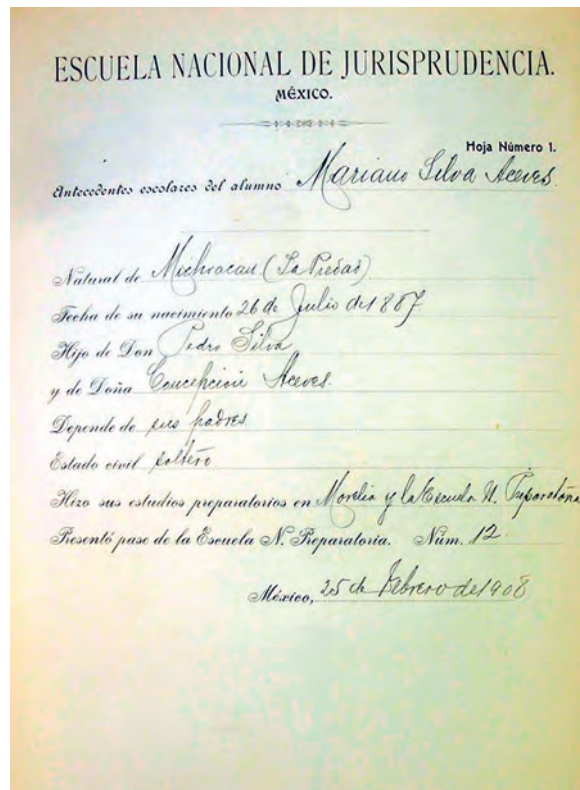 ESCUELA NACIONAL DE JURISPRUDENCIA.
MÉXICO.
Hoja Número 1.
Antecedentes escolares del alumno Mariano Silva Aceves.
Natural de Michoacan (La Piedad)
Fecha de su nacimiento 26 de Julio de 1887
Hijo de Don Pedro Silva
y de Doña Concepcion Aceves.
Depende de sus padres
Estado civil soltero
Hizo sus estudios preparatorios en Morelia y la Escuela N. Preparatoria
Presentó pase de la Escuela N. Preparatoria. Núm. 12.
México, 25 de Febrero de 1908